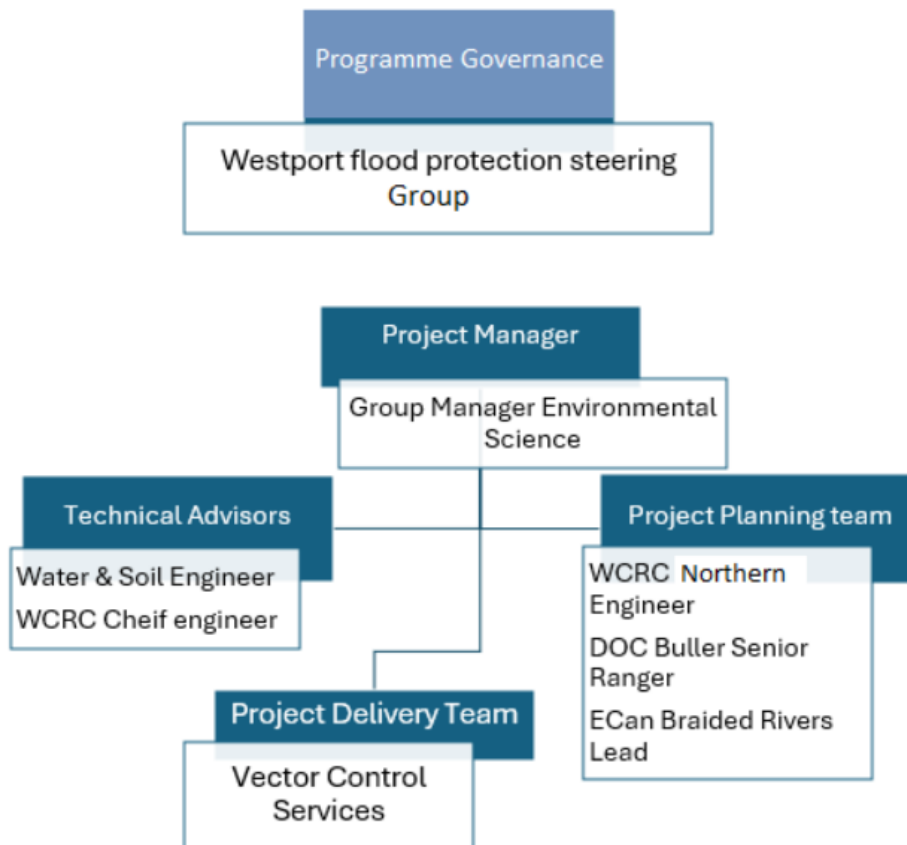 Programme Governance
Westport flood protection steering
Group
Project Manager
Group Manager Environmental
Science
Technical Advisors
Water & Soil Engineer
WCRC Cheif engineer
Project Planning team
WCRC Northern
Engineer
DOC Buller Senior
Ranger
ECan Braided Rivers
Lead
Project Delivery Team
Vector Control
Services